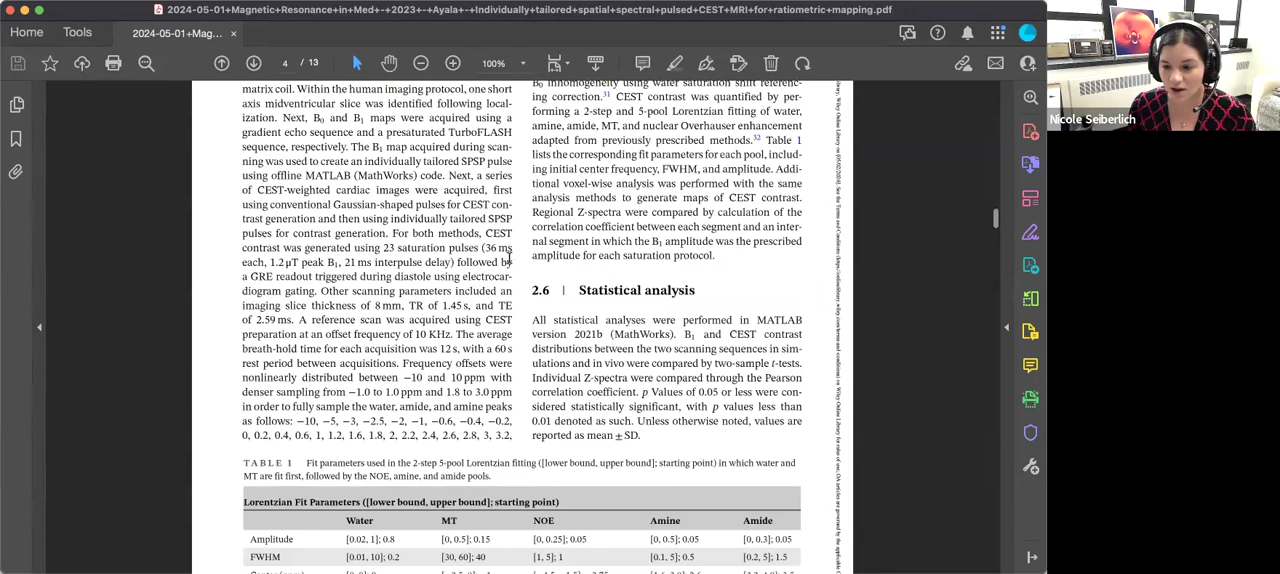 2024-05-01+Magnetic+Resonance+in+Med+-+2023+-+Ayala+-+Individually+tailored+spatial+spectral+pulsed+CEST+MRI+for+ratiometric+mapping.pdf
Home
Tools
2024-05-01+Mag...
×
4 / 13
100%
Nicole Seiberlich
matrix coil. Within the human imaging protocol, one short
axis midventricular slice was identified following local-
ization. Next, B0 and B1 maps were acquired using a
gradient echo sequence and a presaturated TurboFLASH
sequence, respectively. The B1 map acquired during scan-
ning was used to create an individually tailored SPSP pulse
using offline MATLAB (MathWorks) code. Next, a series
of CEST-weighted cardiac images were acquired, first
using conventional Gaussian-shaped pulses for CEST con-
trast generation and then using individually tailored SPSP
pulses for contrast generation. For both methods, CEST
contrast was generated using 23 saturation pulses (36 ms
each, 1.2 μT peak B1, 21 ms interpulse delay) followed by
a GRE readout triggered during diastole using electrocar-
diogram gating. Other scanning parameters included an
imaging slice thickness of 8 mm, TR of 1.45 s, and TE
of 2.59 ms. A reference scan was acquired using CEST
preparation at an offset frequency of 10 KHz. The average
breath-hold time for each acquisition was 12 s, with a 60 s
rest period between acquisitions. Frequency offsets were
nonlinearly distributed between −10 and 10 ppm with
denser sampling from −1.0 to 1.0 ppm and 1.8 to 3.0 ppm
in order to fully sample the water, amide, and amine peaks
as follows: −10, −5, −3, −2.5, −2, −1, −0.6, −0.4, −0.2,
0, 0.2, 0.4, 0.6, 1, 1.2, 1.6, 1.8, 2, 2.2, 2.4, 2.6, 2.8, 3, 3.2,
B0 inhomogeneity using water saturation shift referenc-
ing correction.31 CEST contrast was quantified by per-
forming a 2-step and 5-pool Lorentzian fitting of water,
amine, amide, MT, and nuclear Overhauser enhancement
adapted from previously prescribed methods.32 Table 1
lists the corresponding fit parameters for each pool, includ-
ing initial center frequency, FWHM, and amplitude. Addi-
tional voxel-wise analysis was performed with the same
analysis methods to generate maps of CEST contrast.
Regional Z-spectra were compared by calculation of the
correlation coefficient between each segment and an inter-
nal segment in which the B1 amplitude was the prescribed
amplitude for each saturation protocol.
2.6 | Statistical analysis
All statistical analyses were performed in MATLAB
version 2021b (MathWorks). B1 and CEST contrast
distributions between the two scanning sequences in sim-
ulations and in vivo were compared by two-sample t-tests.
Individual Z-spectra were compared through the Pearson
correlation coefficient. p Values of 0.05 or less were con-
sidered statistically significant, with p values less than
0.01 denoted as such. Unless otherwise noted, values are
reported as mean ± SD.
TABLE 1 Fit parameters used in the 2-step 5-pool Lorentzian fitting ([lower bound, upper bound]; starting point) in which water and
MT are fit first, followed by the NOE, amine, and amide pools.
Lorentzian Fit Parameters ([lower bound, upper bound]; starting point)
Water MT NOE Amine Amide
Amplitude [0.02, 1]; 0.8 [0, 0.5]; 0.15 [0, 0.25]; 0.05 [0, 0.5]; 0.05 [0, 0.3]; 0.05
FWHM [0.01, 10]; 0.2 [30, 60]; 40 [1, 5]; 1 [0.1, 5]; 0.5 [0.2, 5]; 1.5